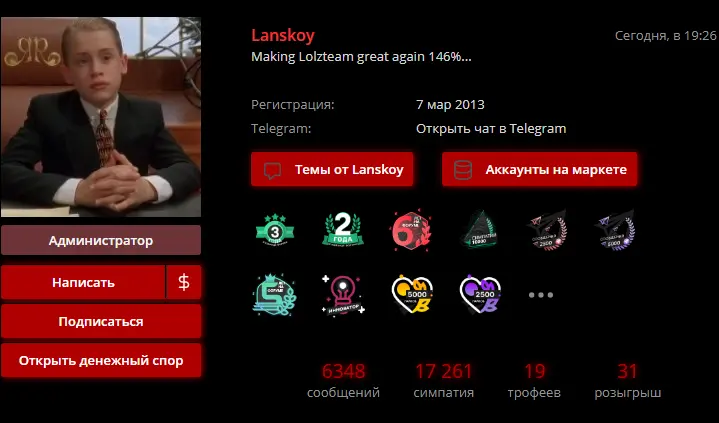 Lanskoy
Сегодня, в 19:26
Making Lolzteam great again 146%...
Регистрация: 7 мар 2013
Telegram: Открыть чат в Telegram
Темы от Lanskoy
Аккаунты на маркете
Администратор
Написать $
Подписаться
Открыть денежный спор
3
2
ГОДА
5000
2500
ИННОВАТОР
6348 17 261 19 31
сообщений симпатия трофеев розыгрыш